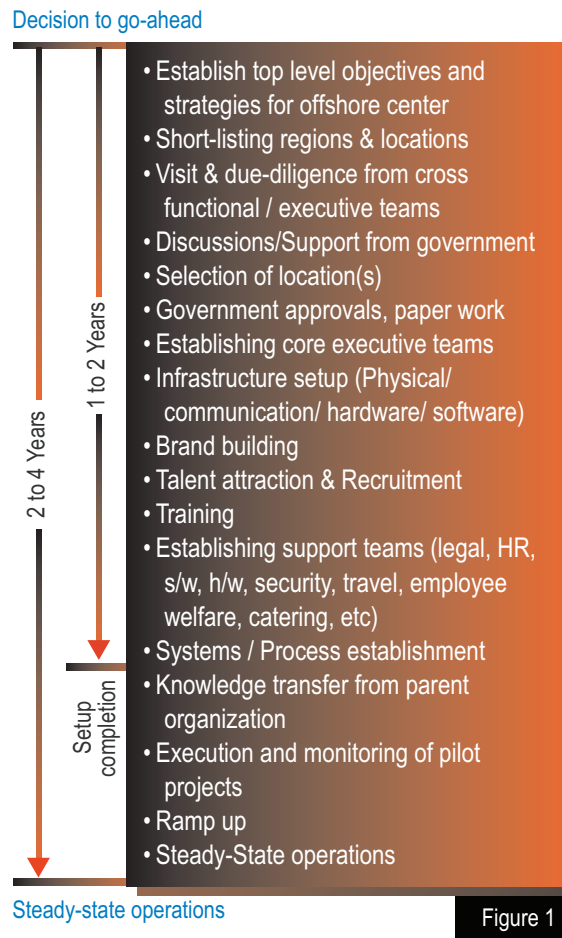 Decision to go-ahead
• Establish top level objectives and
strategies for offshore center
• Short-listing regions & locations
• Visit & due-diligence from cross
functional / executive teams
• Discussions/Support from government
• Selection of location(s)
• Government approvals, paper work
• Establishing core executive teams
• Infrastructure setup (Physical/
communication/ hardware/ software)
• Brand building
• Talent attraction & Recruitment
• Training
• Establishing support teams (legal, HR,
s/w, h/w, security, travel, employee
welfare, catering, etc)
• Systems / Process establishment
• Knowledge transfer from parent
organization
• Execution and monitoring of pilot
projects
• Ramp up
• Steady-State operations
2 to 4 Years
1 to 2 Years
Setup
completion
Steady-state operations
Figure 1